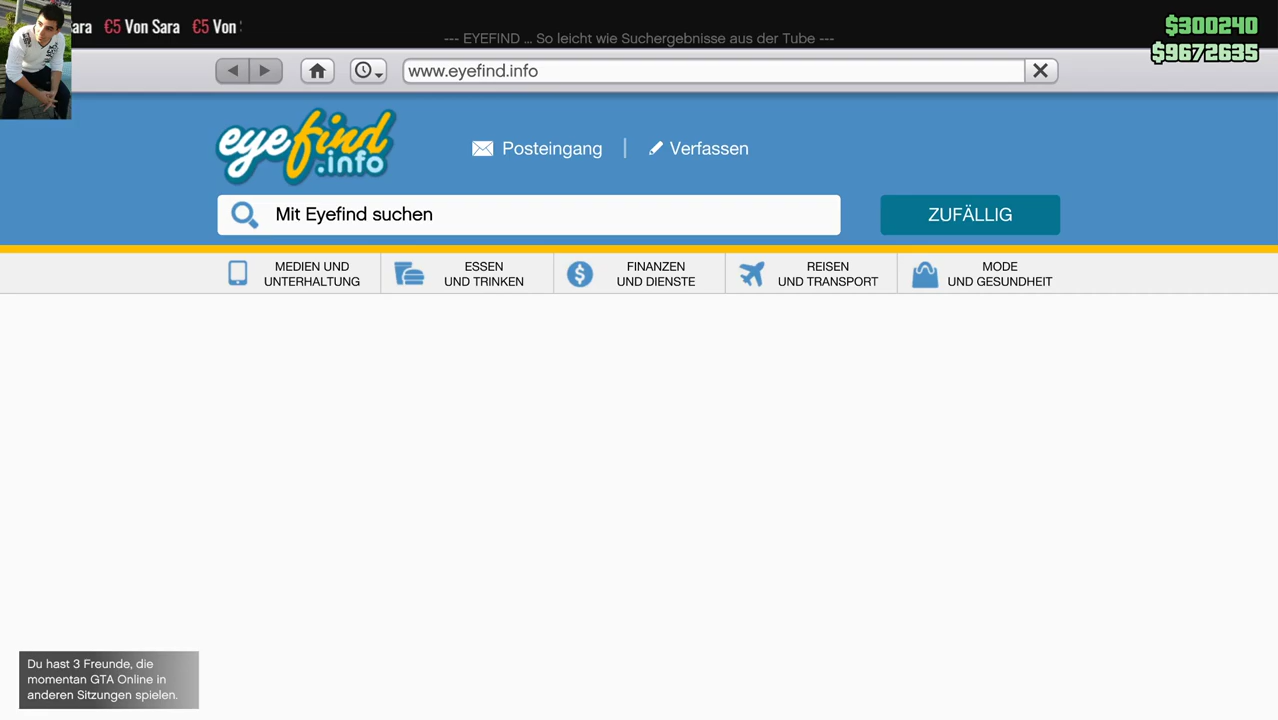 ara €5 Von Sara €5 Von
--- EYEFIND ... So leicht wie Suchergebnisse aus der Tube ---
$300240
$9672635
www.eyefind.info
eyefind.info
Posteingang | Verfassen
Mit Eyefind suchen
ZUFÄLLIG
MEDIEN UND
UNTERHALTUNG
ESSEN
UND TRINKEN
FINANZEN
UND DIENSTE
REISEN
UND TRANSPORT
MODE
UND GESUNDHEIT
Du hast 3 Freunde, die
momentan GTA Online in
anderen Sitzungen spielen.